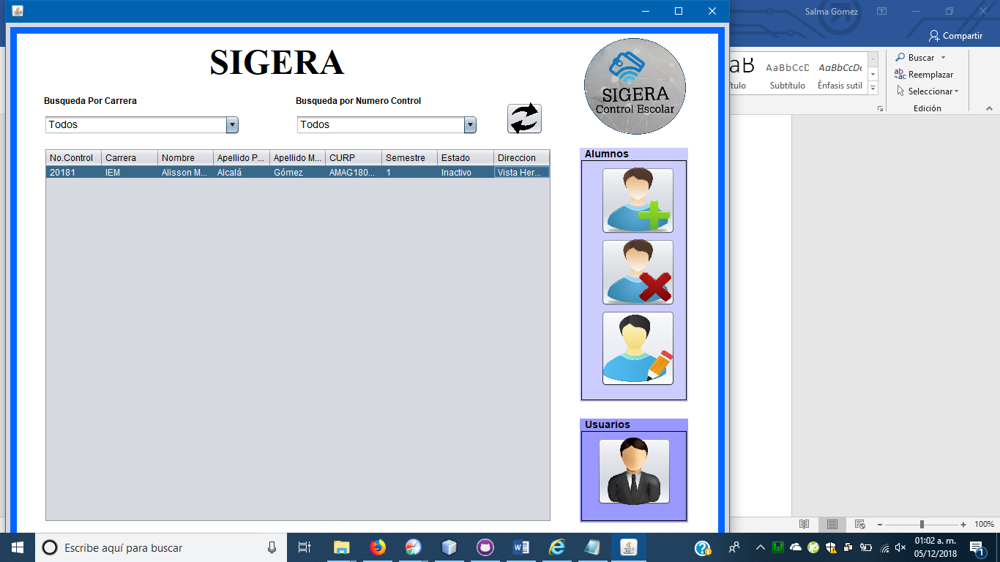 Salma Gomez
Compartir
SIGERA
SIGERA
Control Escolar
Busqueda Por Carrera
Busqueda por Numero Control
Todos
Todos
No.Control Carrera Nombre Apellido P... Apellido M... CURP Semestre Estado Direccion
20181 IEM Alisson M... Alcalá Gómez AMAG180... 1 Inactivo Vista Her...
Alumnos
Usuarios
aB AaBbCcD AaBbCcDc
ítulo Subtítulo Énfasis sutil
Buscar
Reemplazar
Seleccionar
Edición
100%
Escribe aquí para buscar
01:02 a. m.
05/12/2018
1